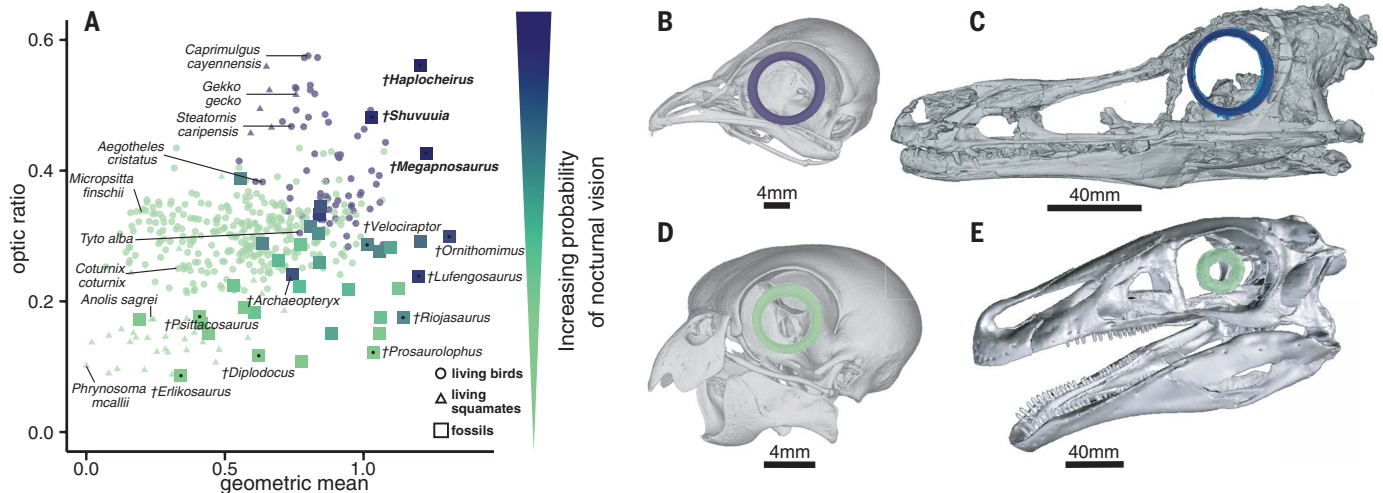 A
0.6
0.4
0.2
0.0
optic ratio
0.0
0.5
1.0
geometric mean
Caprimulgus
cayennensis
Gekko
gecko
Steatornis
caripensis
Aegotheles
cristatus
Micropsitta
finschii
Tyto alba
Coturnix
coturnix
Anolis sagrei
Phrynosoma
mcallii
†Haplocheirus
†Shuvuuia
†Megapnosaurus
†Velociraptor
†Ornithomimus
†Lufengosaurus
†Archaeopteryx
†Psittacosaurus
†Riojasaurus
†Prosaurolophus
†Diplodocus
†Erlikosaurus
living birds
living
squamates
fossils
Increasing probability
of nocturnal vision
B
4mm
C
40mm
D
4mm
E
40mm